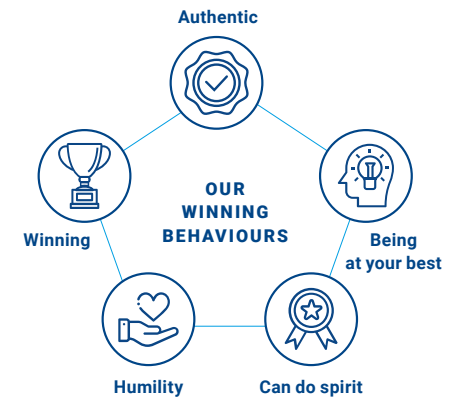 Authentic
OUR
WINNING
BEHAVIOURS
Winning
Being
at your best
Humility
Can do spirit